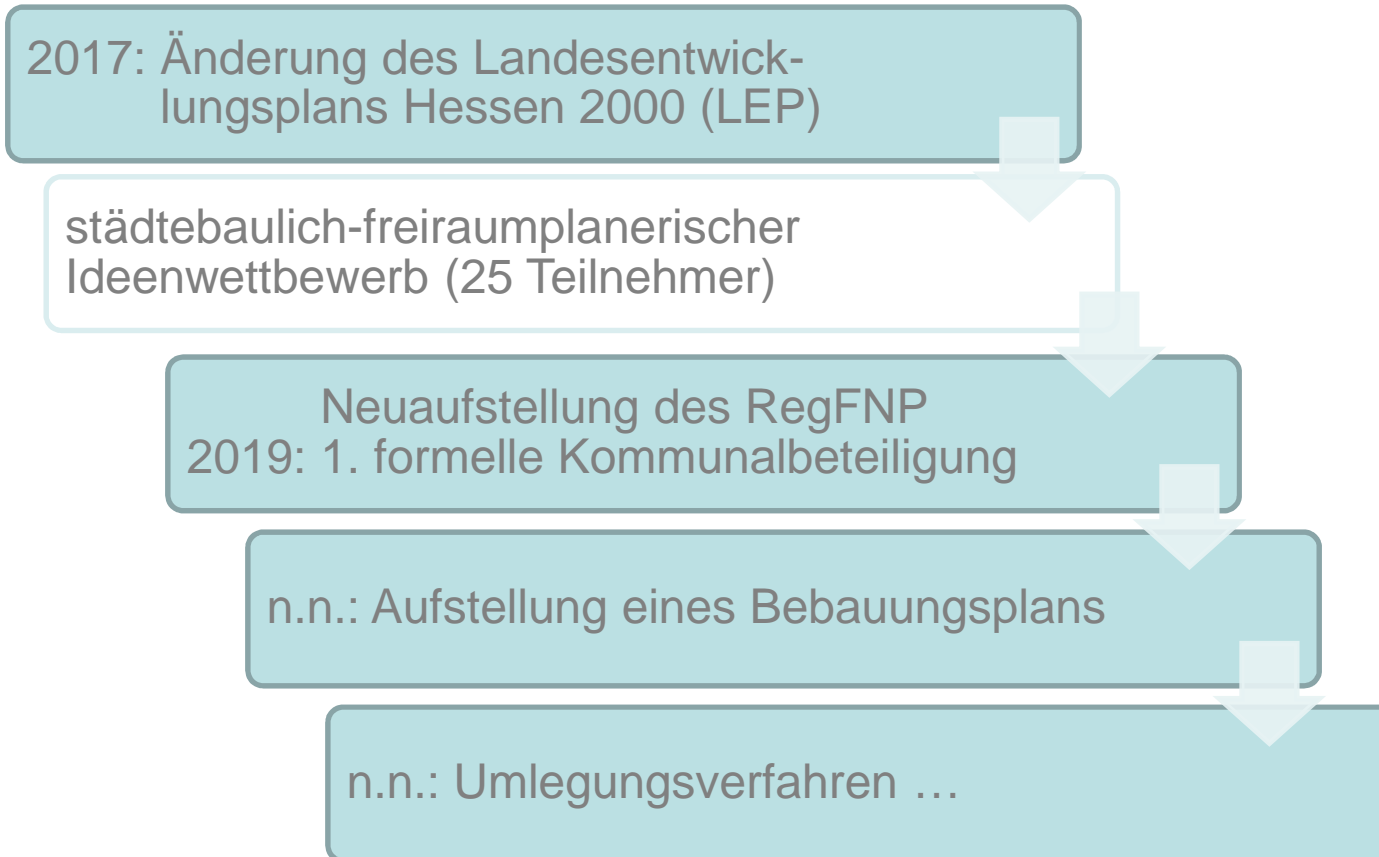 2017: Änderung des Landesentwick-
lungsplans Hessen 2000 (LEP)
städtebaulich-freiraumplanerischer
Ideenwettbewerb (25 Teilnehmer)
Neuaufstellung des RegFNP
2019: 1. formelle Kommunalbeteiligung
n.n.: Aufstellung eines Bebauungsplans
n.n.: Umlegungsverfahren …